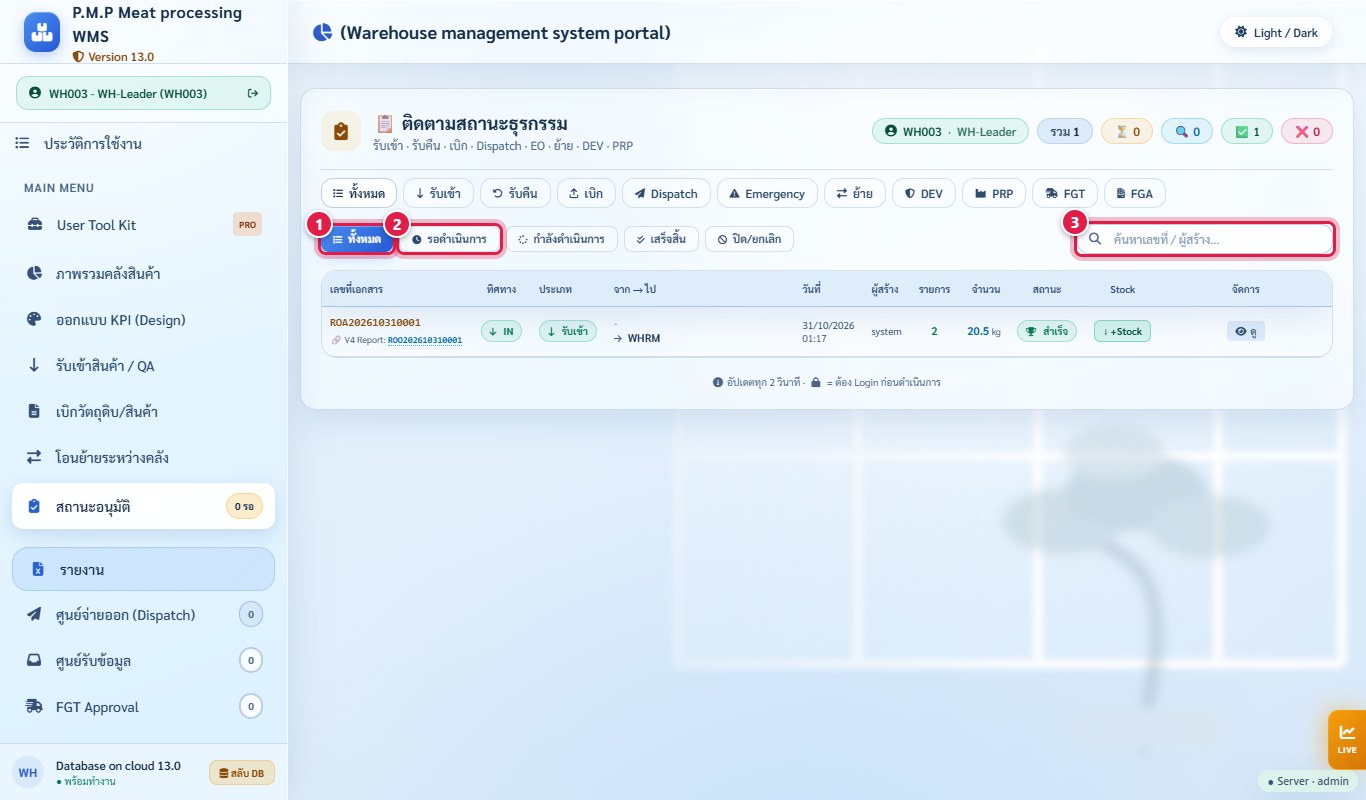 P.M.P Meat processing
WMS
Version 13.0
WH003 - WH-Leader (WH003)
ประวัติการใช้งาน
MAIN MENU
User Tool Kit
PRO
ภาพรวมคลังสินค้า
ออกแบบ KPI (Design)
รับเข้าสินค้า / QA
เบิกวัตถุดิบ/สินค้า
โอนย้ายระหว่างคลัง
สถานะอนุมัติ
0 รอ
รายงาน
ศูนย์จ่ายออก (Dispatch)
0
ศูนย์รับข้อมูล
0
FGT Approval
0
WH
Database on cloud 13.0
● พร้อมทำงาน
สลับ DB
(Warehouse management system portal)
Light / Dark
📋 ติดตามสถานะธุรกรรม
รับเข้า · รับคืน · เบิก · Dispatch · EO · ย้าย · DEV · PRP
WH003 · WH-Leader
รวม 1
⏳ 0
🔍 0
✅ 1
❌ 0
ทั้งหมด
รับเข้า
รับคืน
เบิก
Dispatch
Emergency
ย้าย
DEV
PRP
FGT
FGA
1
ทั้งหมด
2
รอดำเนินการ
กำลังดำเนินการ
เสร็จสิ้น
ปิด/ยกเลิก
3
ค้นหาเลขที่ / ผู้สร้าง...
เลขที่เอกสาร ทิศทาง ประเภท จาก → ไป วันที่ ผู้สร้าง รายการ จำนวน สถานะ Stock จัดการ
ROA202610310001
🔗 V4 Report: ROO202610310001
↓ IN
↓ รับเข้า
-
→ WHRM
31/10/2026
01:17
system
2
20.5 kg
สำเร็จ
↓ +Stock
ดู
อัปเดตทุก 2 วินาที · 🔒 = ต้อง Login ก่อนดำเนินการ
LIVE
● Server · admin